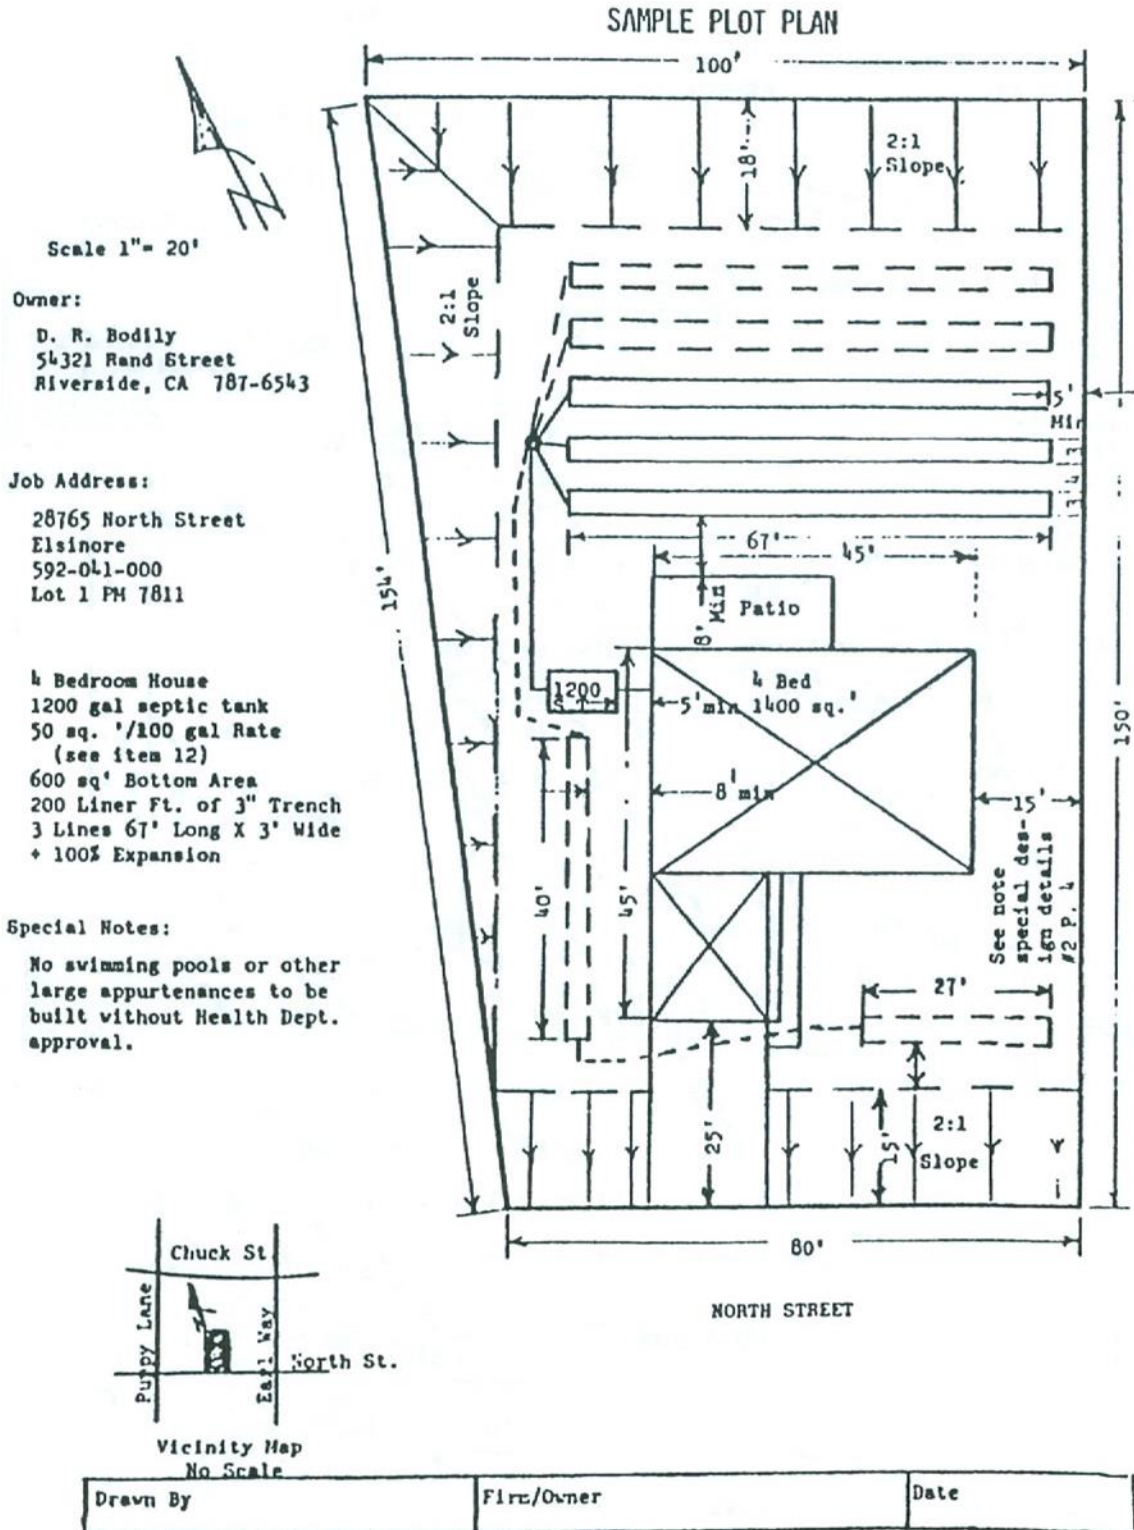 SAMPLE PLOT PLAN
100'
18'
2:1
Slope
Scale 1"= 20'
2:1
Slope
Owner:
D. R. Bodily
54321 Rand Street
Riverside, CA 787-6543
5'
Min
3
4
3
Job Address:
28765 North Street
Elsinore
592-041-000
Lot 1 PM 7811
67'
45'
154'
8' Min
Patio
150'
4 Bedroom House
1200 gal septic tank
50 sq. '/100 gal Rate
(see item 12)
600 sq' Bottom Area
200 Liner Ft. of 3" Trench
3 Lines 67' Long X 3' Wide
+ 100% Expansion
1200
4 Bed
5'min 1400 sq.'
8'min
15'
40'
45'
See note
special des-
ign details
#2 P. 4
Special Notes:
No swimming pools or other
large appurtenances to be
built without Health Dept.
approval.
27'
25'
15'
2:1
Slope
80'
NORTH STREET
Chuck St
Puppy Lane
Earl Way
North St.
Vicinity Map
No Scale
Drawn By
Firm/Owner
Date